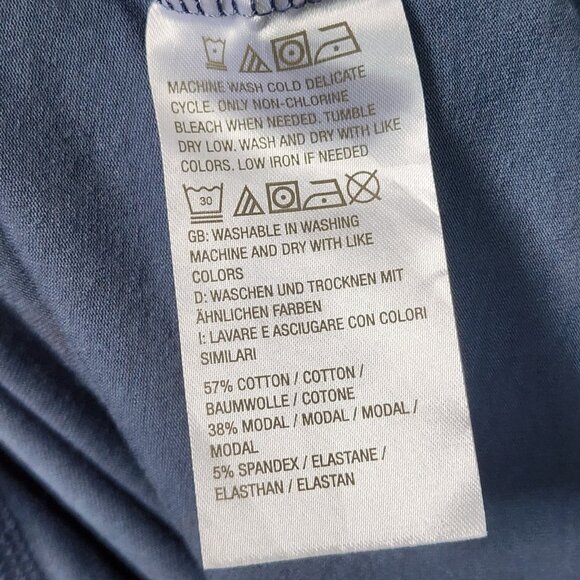 MACHINE WASH COLD DELICATE
CYCLE. ONLY NON-CHLORINE
BLEACH WHEN NEEDED. TUMBLE
DRY LOW. WASH AND DRY WITH LIKE
COLORS. LOW IRON IF NEEDED
30
GB: WASHABLE IN WASHING
MACHINE AND DRY WITH LIKE
COLORS
D: WASCHEN UND TROCKNEN MIT
ÄHNLICHEN FARBEN
I: LAVARE E ASCIUGARE CON COLORI
SIMILARI
57% COTTON / COTTON /
BAUMWOLLE / COTONE
38% MODAL / MODAL / MODAL /
MODAL
5% SPANDEX / ELASTANE /
ELASTHAN / ELASTAN